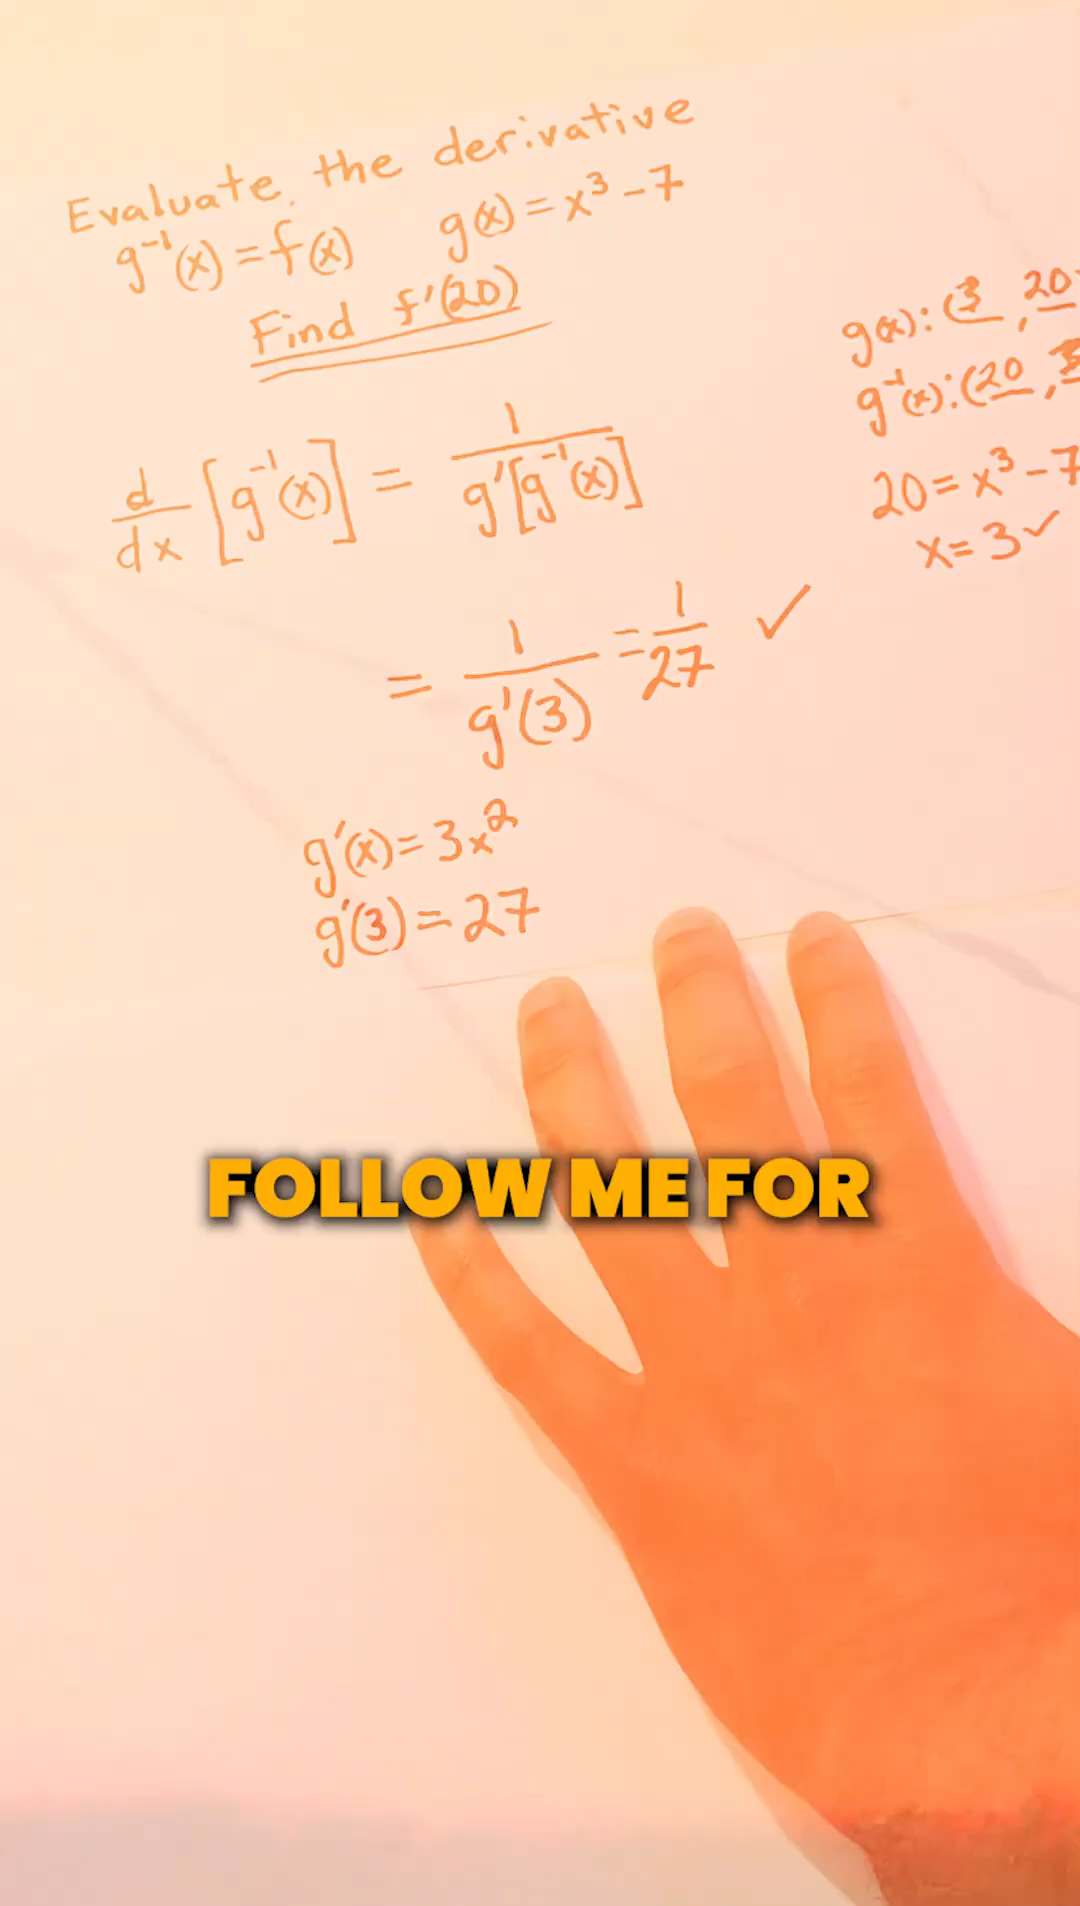 Evaluate the derivative
g⁻¹(x) = f(x) g(x) = x³ - 7
Find f'(20)
g(x): (3, 20
g⁻¹(x): (20, 3
20 = x³ - 7
x = 3 ✓
d/dx [g⁻¹(x)] = 1/g'[g⁻¹(x)]
= 1/g'(3) = 1/27 ✓
g'(x) = 3x²
g'(3) = 27
FOLLOW ME FOR